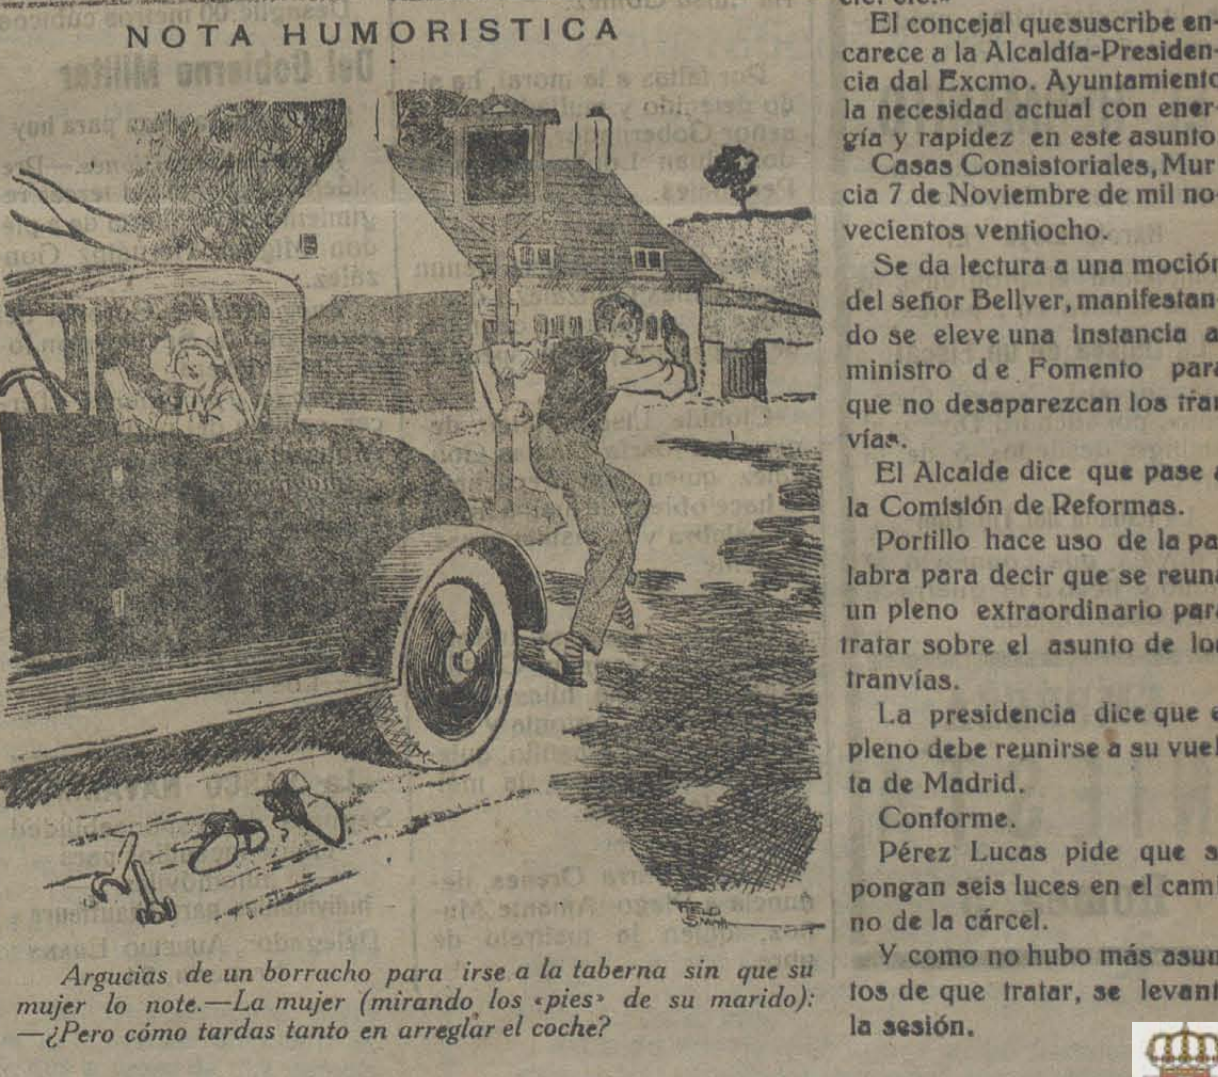 NOTA HUMORISTICA
Argucias de un borracho para irse a la taberna sin que su
mujer lo note.—La mujer (mirando los «pies» de su marido):
—¿Pero cómo tardas tanto en arreglar el coche?
El concejal que suscribe en-
carece a la Alcaldía-Presiden-
cia dal Excmo. Ayuntamiento
la necesidad actual con ener-
gía y rapidez en este asunto
Casas Consistoriales, Mur
cia 7 de Noviembre de mil no-
vecientos ventiocho.
Se da lectura a una moción
del señor Bellver, manifestan-
do se eleve una instancia a
ministro de Fomento para
que no desaparezcan los tran
vías.
El Alcalde dice que pase a
la Comisión de Reformas.
Portillo hace uso de la pa
labra para decir que se reuna
un pleno extraordinario para
tratar sobre el asunto de los
tranvías.
La presidencia dice que e
pleno debe reunirse a su vuel
ta de Madrid.
Conforme.
Pérez Lucas pide que s
pongan seis luces en el cami
no de la cárcel.
Y como no hubo más asun
tos de que tratar, se levant
la sesión.